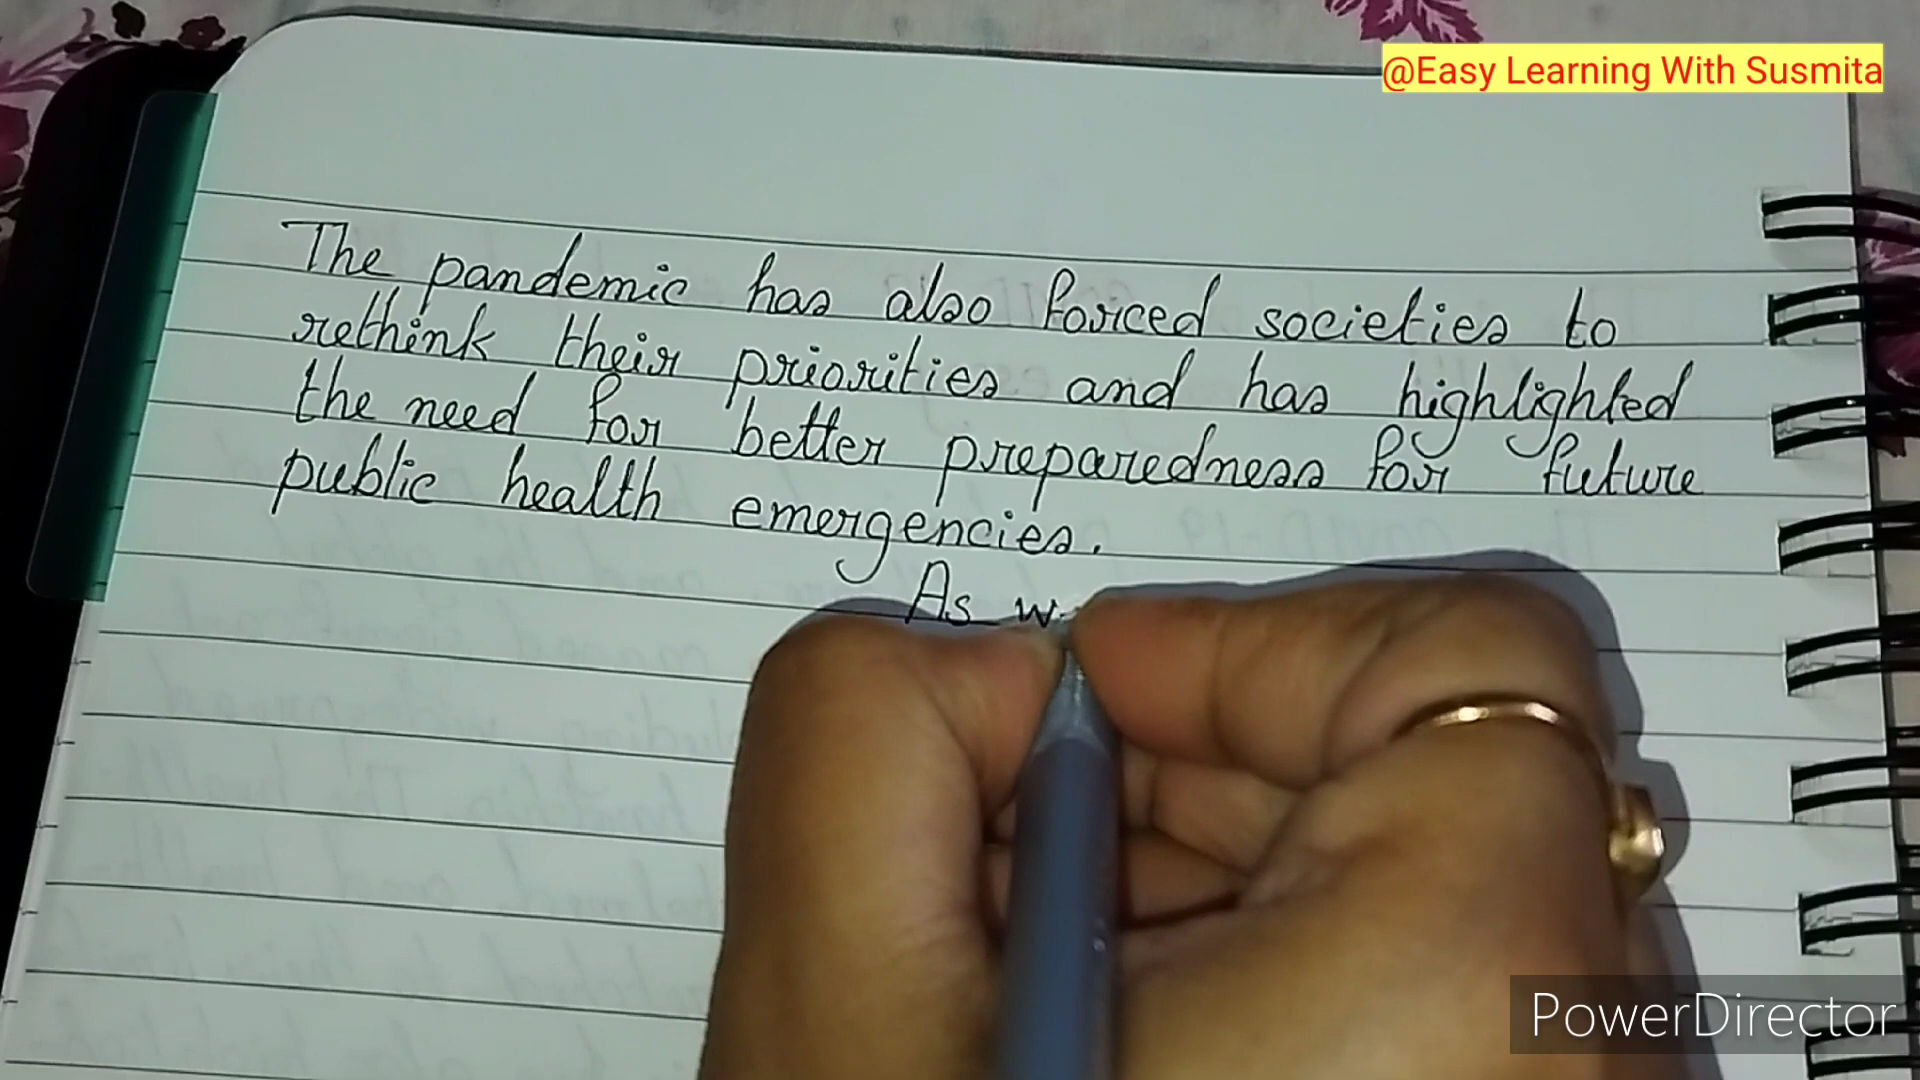 @Easy Learning With Susmita
The pandemic has also forced societies to
rethink their priorities and has highlighted
the need for better preparedness for future
public health emergencies.
As
PowerDirector